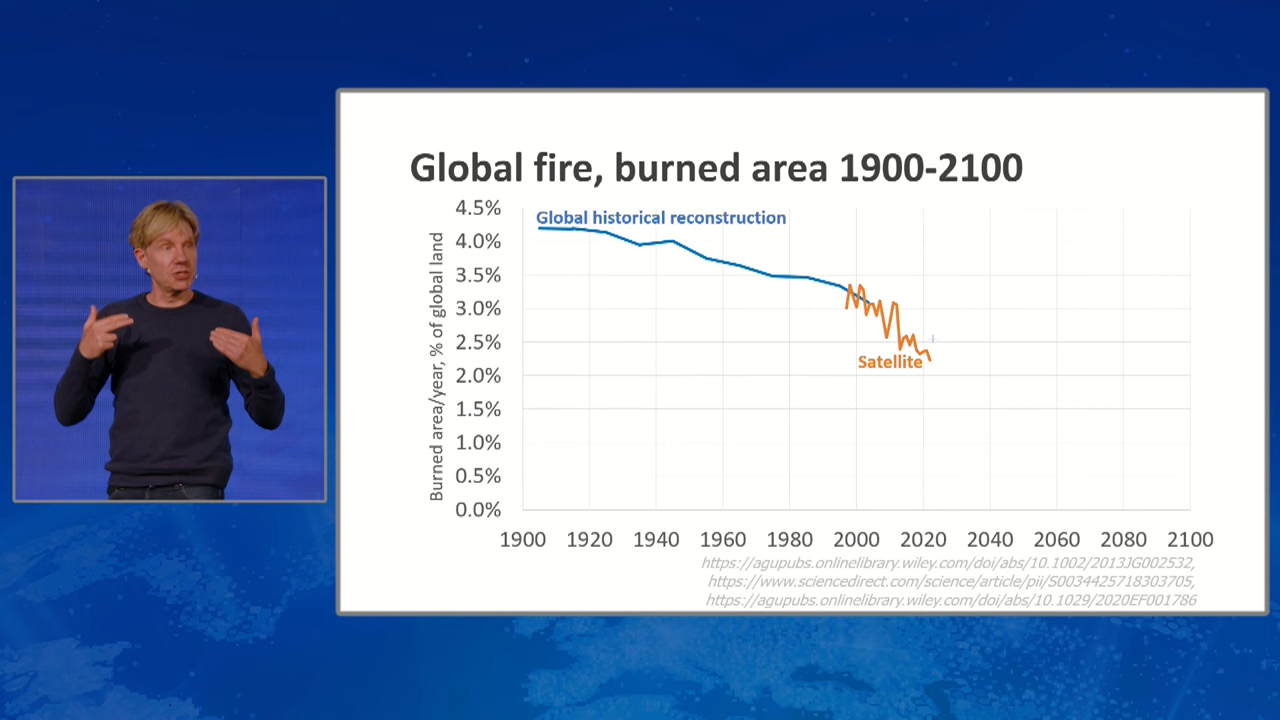 Global fire, burned area 1900-2100
4.5%
Global historical reconstruction
4.0%
3.5%
3.0%
2.5%
Satellite
2.0%
1.5%
1.0%
0.5%
0.0%
Burned area/year, % of global land
1900 1920 1940 1960 1980 2000 2020 2040 2060 2080 2100
https://agupubs.onlinelibrary.wiley.com/doi/abs/10.1002/2013JG002532,
https://www.sciencedirect.com/science/article/pii/S0034425718303705,
https://agupubs.onlinelibrary.wiley.com/doi/abs/10.1029/2020EF001786